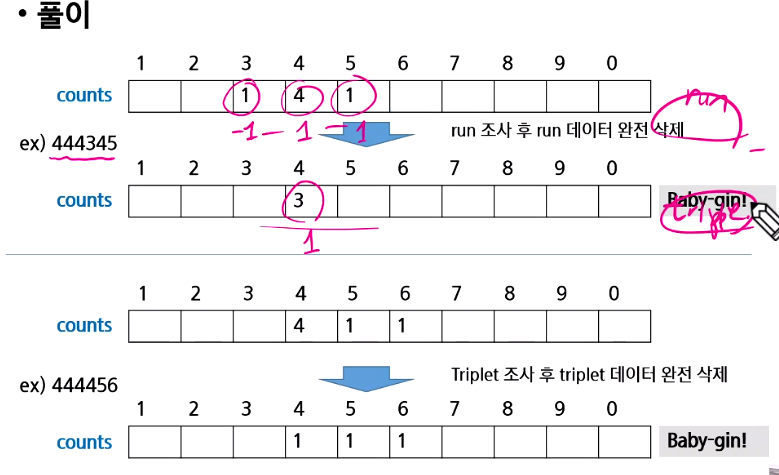 • 풀이
1 2 3 4 5 6 7 8 9 0
counts 1 4 1 run
-1 - 1 - 1
run 조사 후 run 데이터 완전 삭제
ex) 444345
1 2 3 4 5 6 7 8 9 0
counts 3 Baby-gin!
1
1 2 3 4 5 6 7 8 9 0
counts 4 1 1
Triplet 조사 후 triplet 데이터 완전 삭제
ex) 444456
1 2 3 4 5 6 7 8 9 0
counts 1 1 1 Baby-gin!